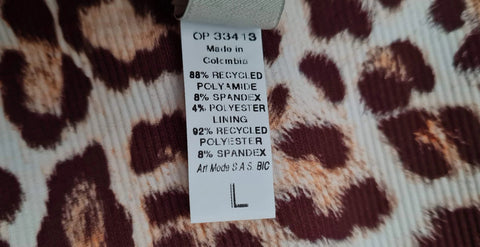 OP 33413
Made in
Colombia
88% RECYCLED
POLYAMIDE
8% SPANDEX
4% POLYESTER
LINING
92% RECYCLED
POLYESTER
8% SPANDEX
Art Mode S.A.S. BIC
L